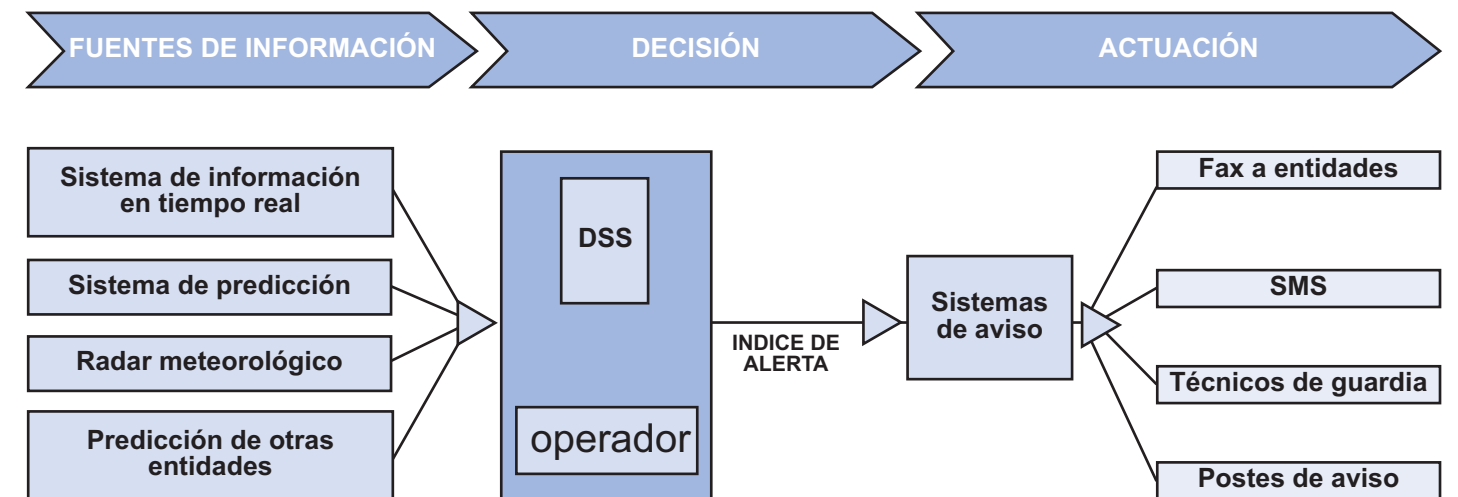 FUENTES DE INFORMACIÓN
DECISIÓN
ACTUACIÓN
Sistema de información
en tiempo real
Sistema de predicción
Radar meteorológico
Predicción de otras
entidades
DSS
operador
INDICE DE
ALERTA
Sistemas
de aviso
Fax a entidades
SMS
Técnicos de guardia
Postes de aviso